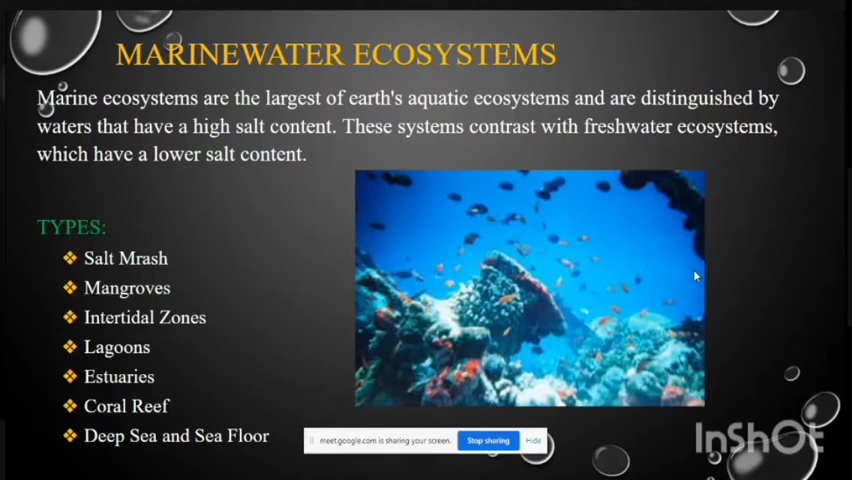 MARINEWATER ECOSYSTEMS
Marine ecosystems are the largest of earth's aquatic ecosystems and are distinguished by
waters that have a high salt content. These systems contrast with freshwater ecosystems,
which have a lower salt content.
TYPES:
❖ Salt Mrash
❖ Mangroves
❖ Intertidal Zones
❖ Lagoons
❖ Estuaries
❖ Coral Reef
❖ Deep Sea and Sea Floor
meet.google.com is sharing your screen. Stop sharing Hide
InShOt